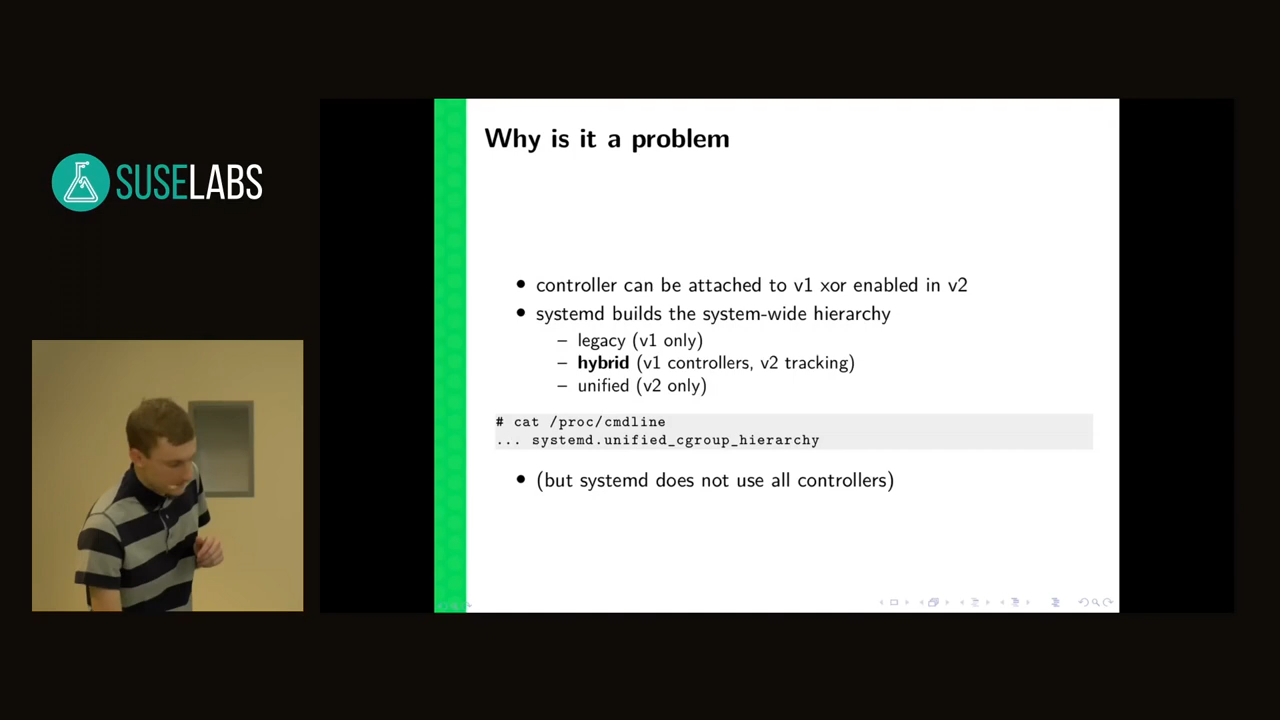 SUSELABS
Why is it a problem
• controller can be attached to v1 xor enabled in v2
• systemd builds the system-wide hierarchy
– legacy (v1 only)
– hybrid (v1 controllers, v2 tracking)
– unified (v2 only)
# cat /proc/cmdline
... systemd.unified_cgroup_hierarchy
• (but systemd does not use all controllers)